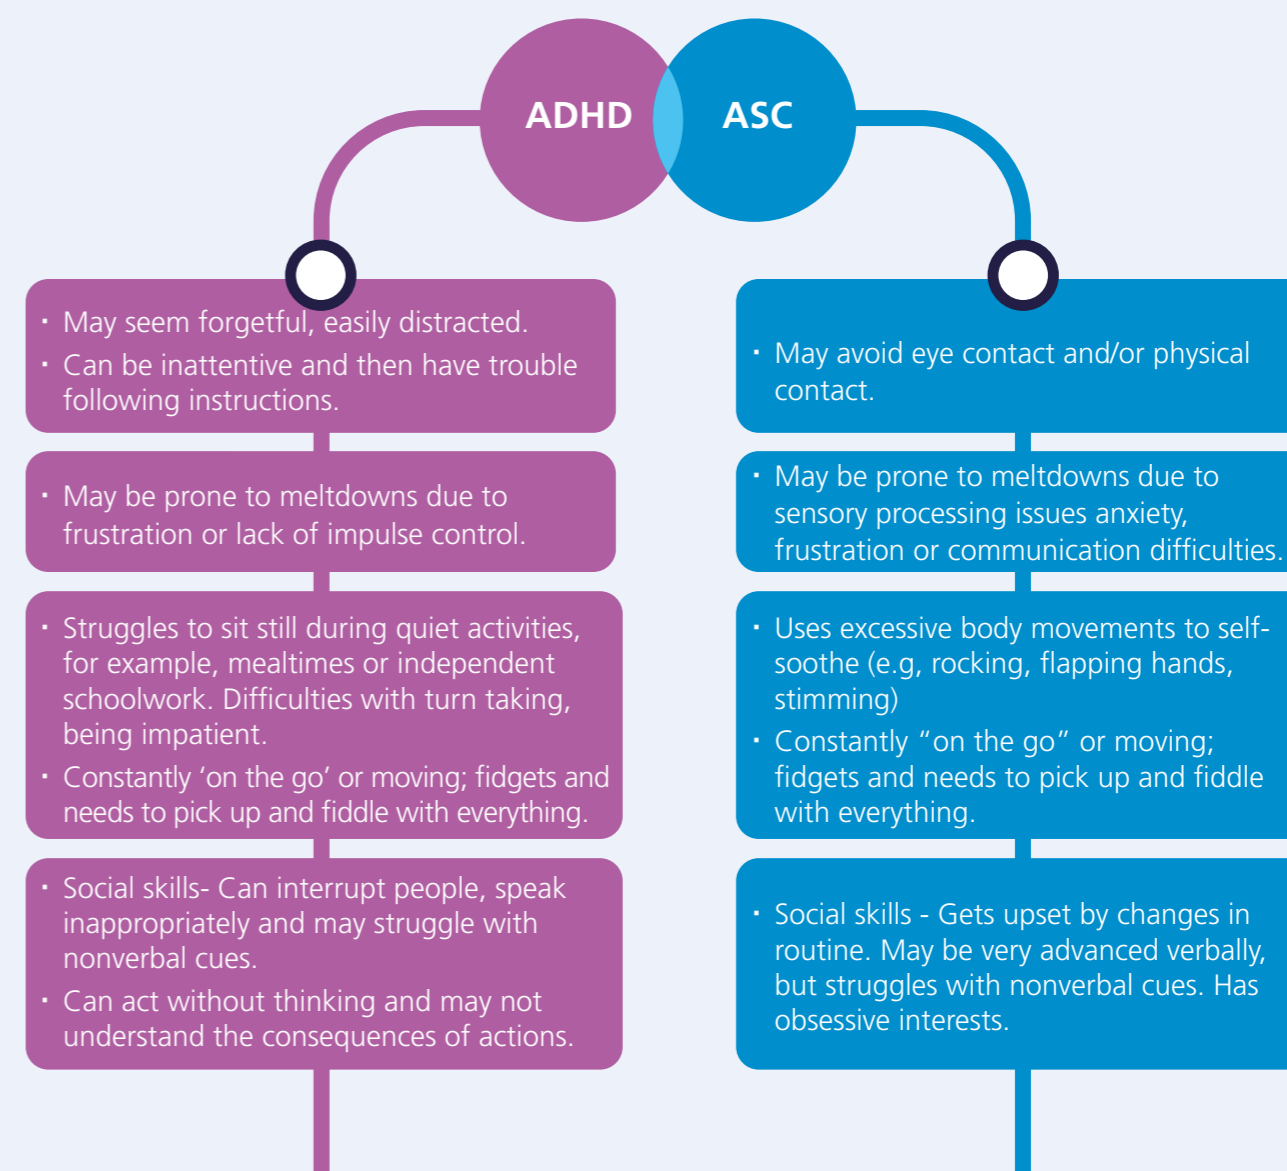 ADHD
ASC
· May seem forgetful, easily distracted.
· Can be inattentive and then have trouble
following instructions.
· May be prone to meltdowns due to
frustration or lack of impulse control.
· Struggles to sit still during quiet activities,
for example, mealtimes or independent
schoolwork. Difficulties with turn taking,
being impatient.
· Constantly ‘on the go’ or moving; fidgets and
needs to pick up and fiddle with everything.
· Social skills- Can interrupt people, speak
inappropriately and may struggle with
nonverbal cues.
· Can act without thinking and may not
understand the consequences of actions.
· May avoid eye contact and/or physical
contact.
· May be prone to meltdowns due to
sensory processing issues anxiety,
frustration or communication difficulties.
· Uses excessive body movements to self-
soothe (e.g, rocking, flapping hands,
stimming)
· Constantly “on the go” or moving;
fidgets and needs to pick up and fiddle
with everything.
· Social skills - Gets upset by changes in
routine. May be very advanced verbally,
but struggles with nonverbal cues. Has
obsessive interests.